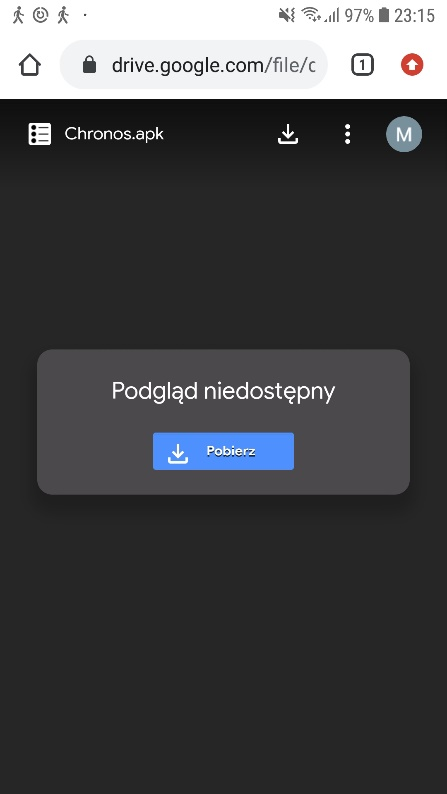 97% 23:15
drive.google.com/file/c
1
Chronos.apk
M
Podgląd niedostępny
Pobierz